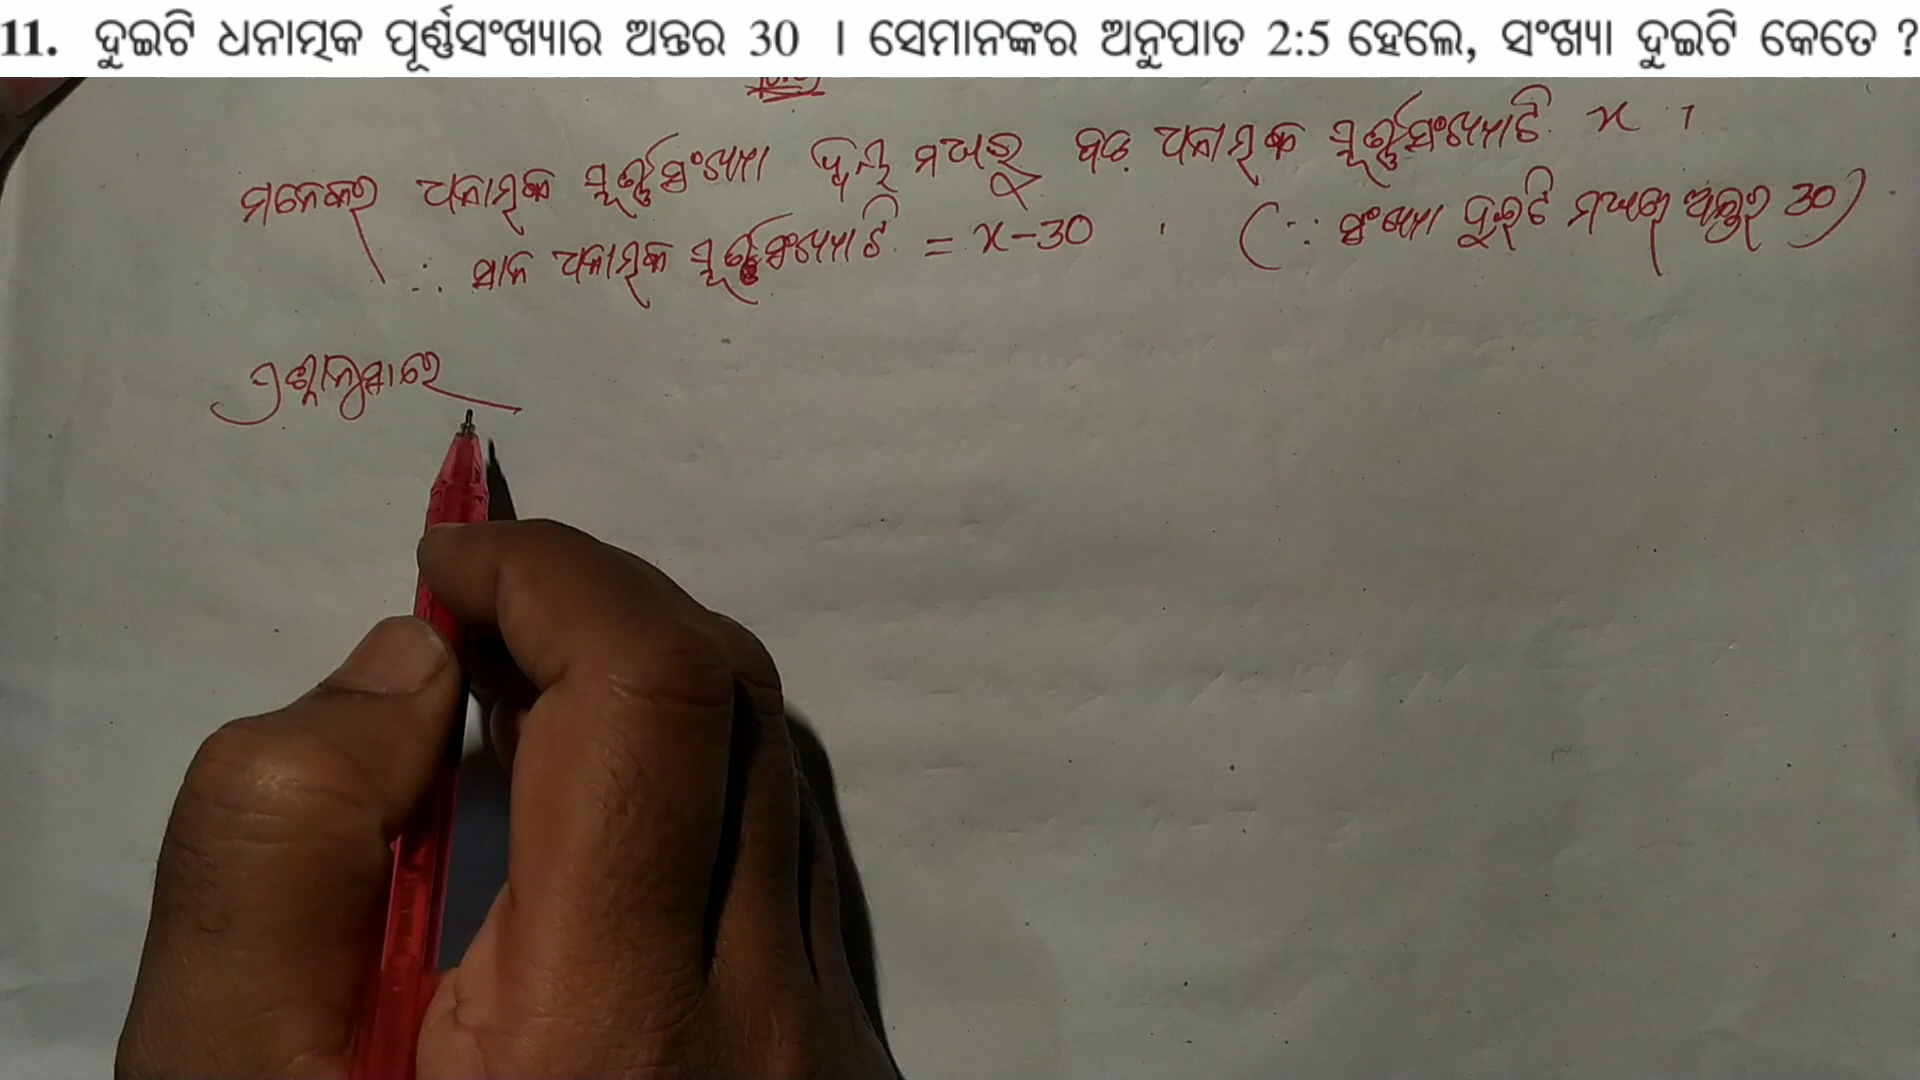 11. ଦୁଇଟି ଧନାତ୍ମକ ପୂର୍ଣ୍ଣସଂଖ୍ୟାର ଅନ୍ତର 30 । ସେମାନଙ୍କର ଅନୁପାତ 2:5 ହେଲେ, ସଂଖ୍ୟା ଦୁଇଟି କେତେ ?
ମନେକର ଧନାତ୍ମକ ପୂର୍ଣ୍ଣସଂଖ୍ୟା ଦ୍ଵୟ ମଧ୍ୟରୁ ବଡ଼ ଧନାତ୍ମକ ପୂର୍ଣ୍ଣସଂଖ୍ୟାଟି x ।
∴ ସାନ ଧନାତ୍ମକ ପୂର୍ଣ୍ଣସଂଖ୍ୟାଟି = x-30 (∵ ସଂଖ୍ୟା ଦୁଇଟି ମଧ୍ୟରେ ଅନ୍ତର 30)
ପ୍ରଶ୍ନାନୁସାରେ